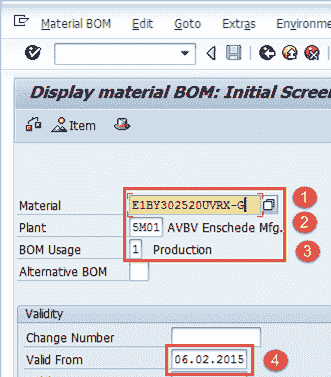 Material BOM Edit Goto Extras Environme
Display material BOM: Initial Screen
Item
Material E1BY302520UVRX-G 1
Plant 5M01 AVBV Enschede Mfg. 2
BOM Usage 1 Production 3
Alternative BOM
Validity
Change Number
Valid From 06.02.2015 4